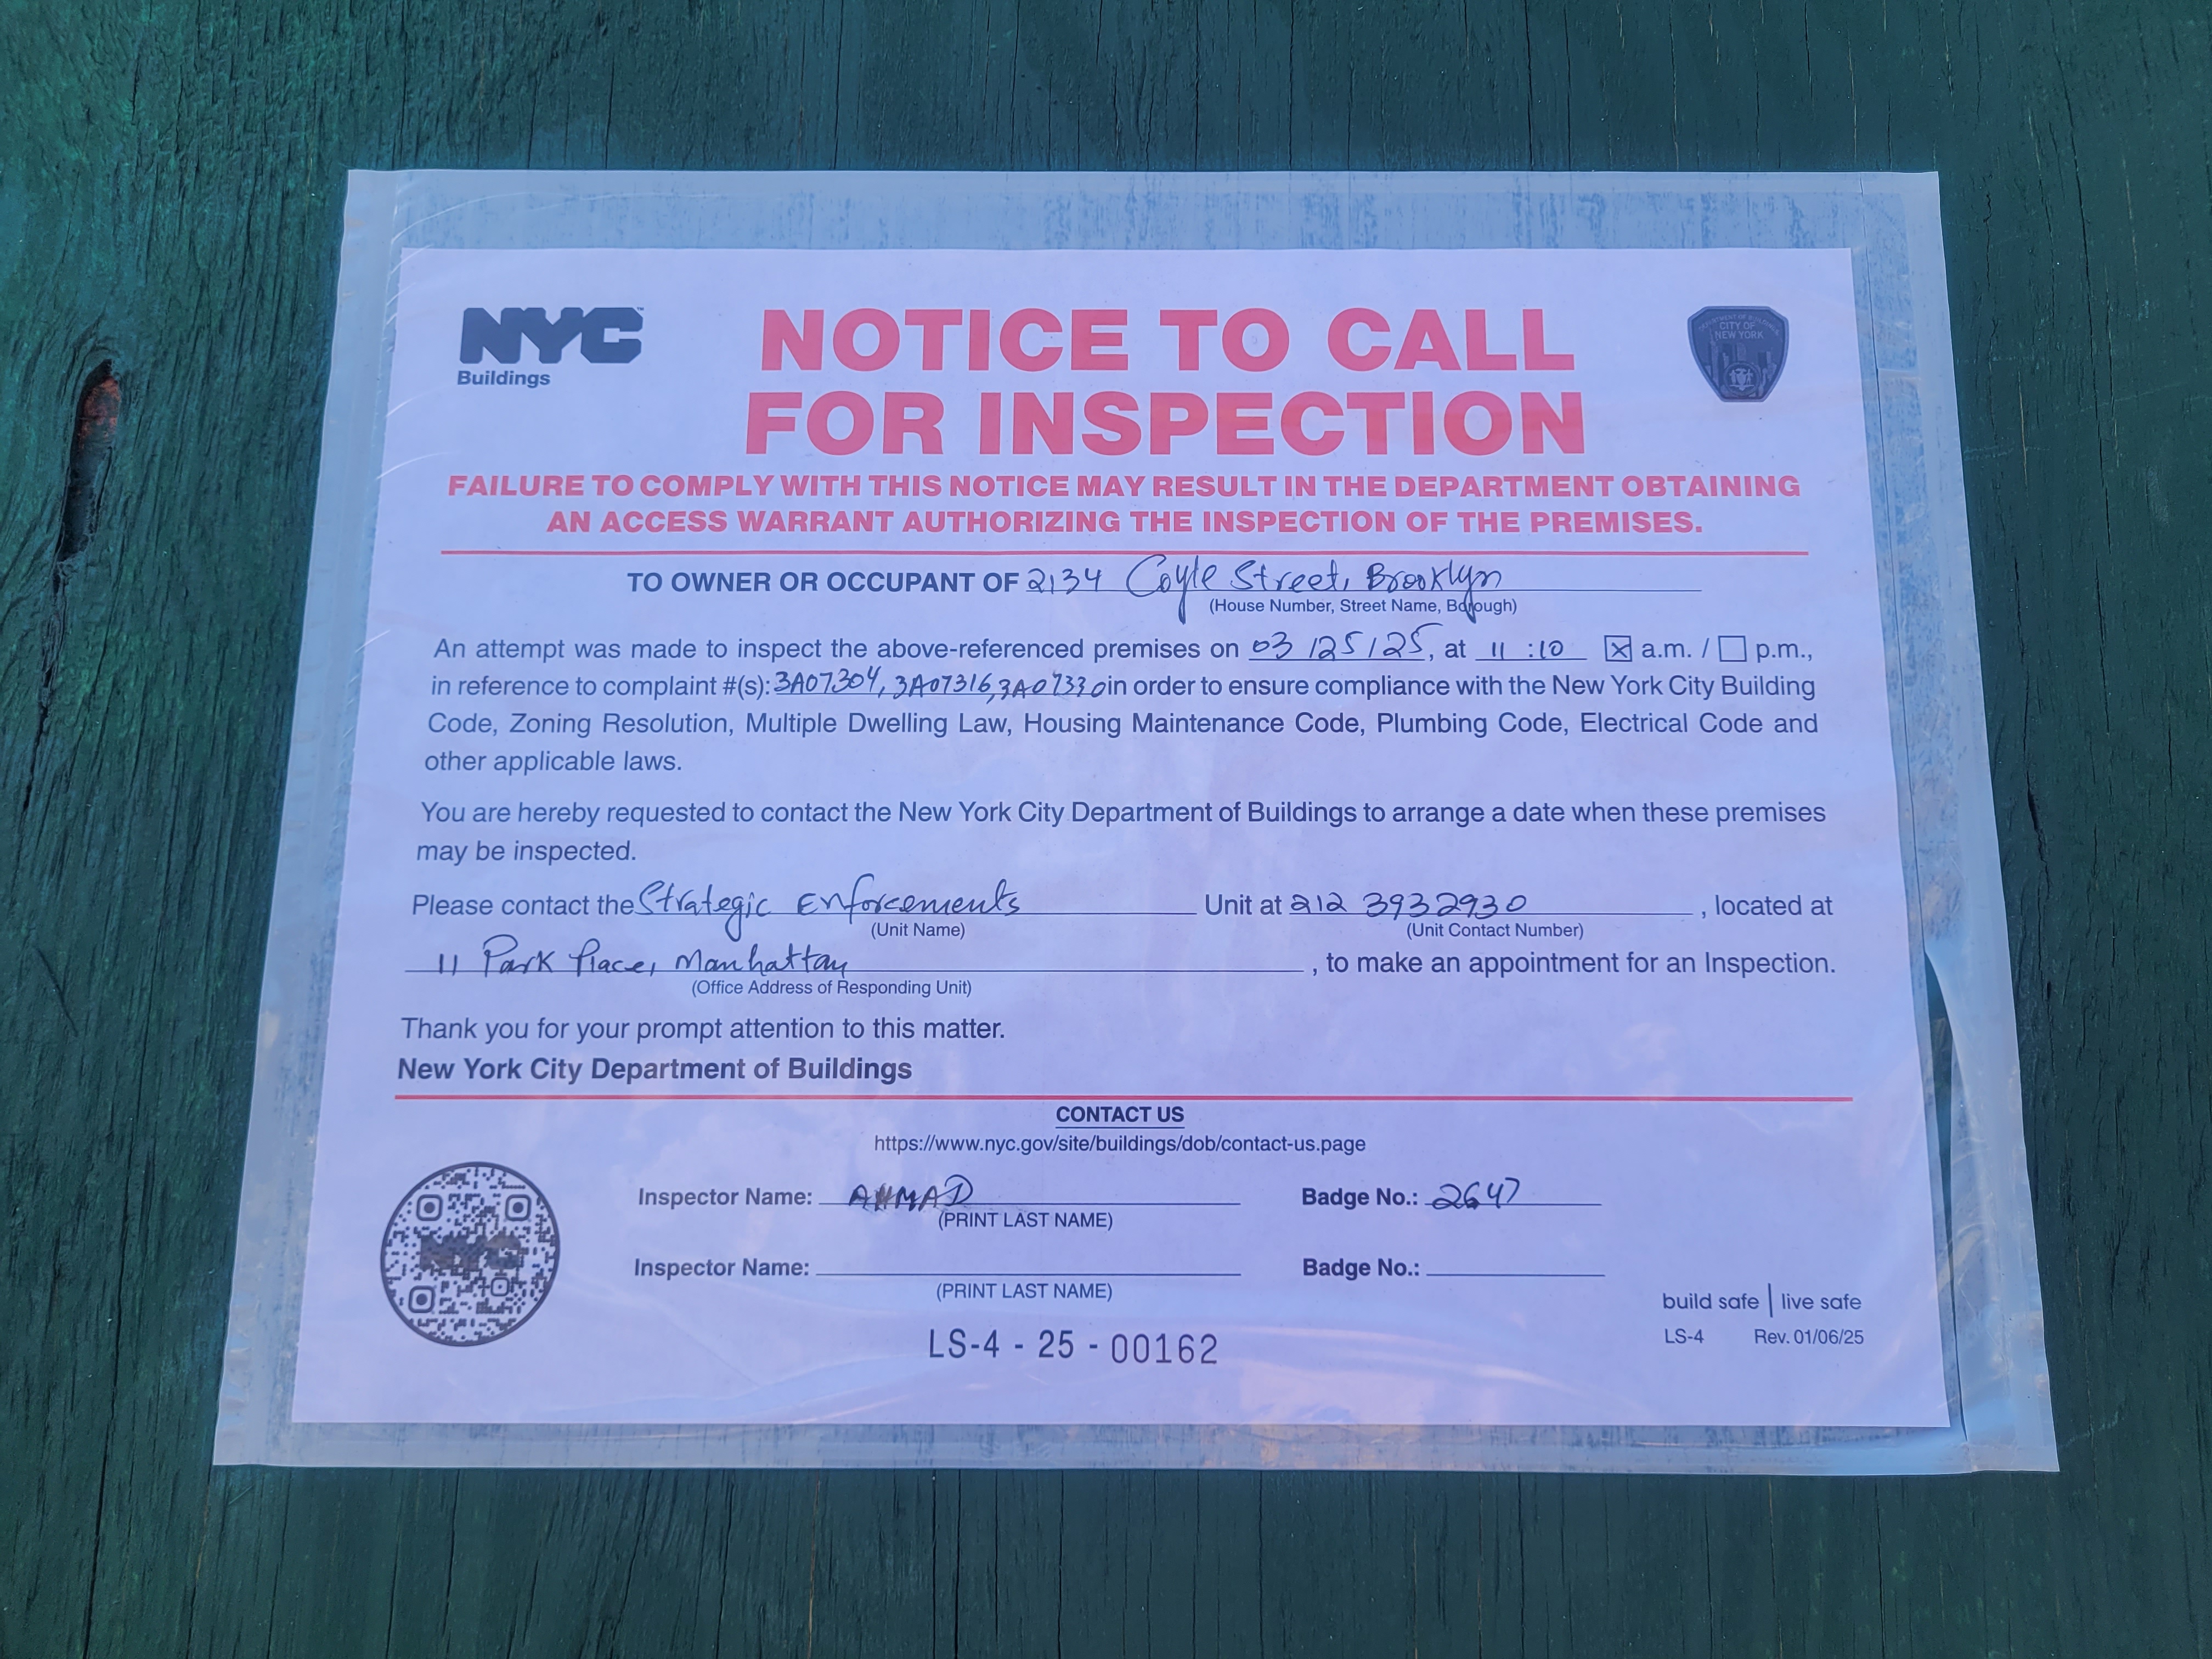 NYC
Buildings
NOTICE TO CALL
FOR INSPECTION
DEPARTMENT OF BUILDINGS
CITY OF
NEW YORK
FAILURE TO COMPLY WITH THIS NOTICE MAY RESULT IN THE DEPARTMENT OBTAINING
AN ACCESS WARRANT AUTHORIZING THE INSPECTION OF THE PREMISES.
TO OWNER OR OCCUPANT OF 2134 Coyle Street, Brooklyn
(House Number, Street Name, Borough)
An attempt was made to inspect the above-referenced premises on 03/25/25, at 11:10 ☒ a.m. / ☐ p.m.,
in reference to complaint #(s): 3A07304, 3A07316, 3A07330 in order to ensure compliance with the New York City Building
Code, Zoning Resolution, Multiple Dwelling Law, Housing Maintenance Code, Plumbing Code, Electrical Code and
other applicable laws.
You are hereby requested to contact the New York City Department of Buildings to arrange a date when these premises
may be inspected.
Please contact the Strategic Enforcements Unit at 212 3932930, located at
(Unit Name) (Unit Contact Number)
11 Park Place, Manhattan, to make an appointment for an Inspection.
(Office Address of Responding Unit)
Thank you for your prompt attention to this matter.
New York City Department of Buildings
CONTACT US
https://www.nyc.gov/site/buildings/dob/contact-us.page
Inspector Name: AHMAD Badge No.: 2647
(PRINT LAST NAME)
Inspector Name: Badge No.:
(PRINT LAST NAME)
build safe | live safe
LS-4 Rev. 01/06/25
LS-4 - 25 - 00162